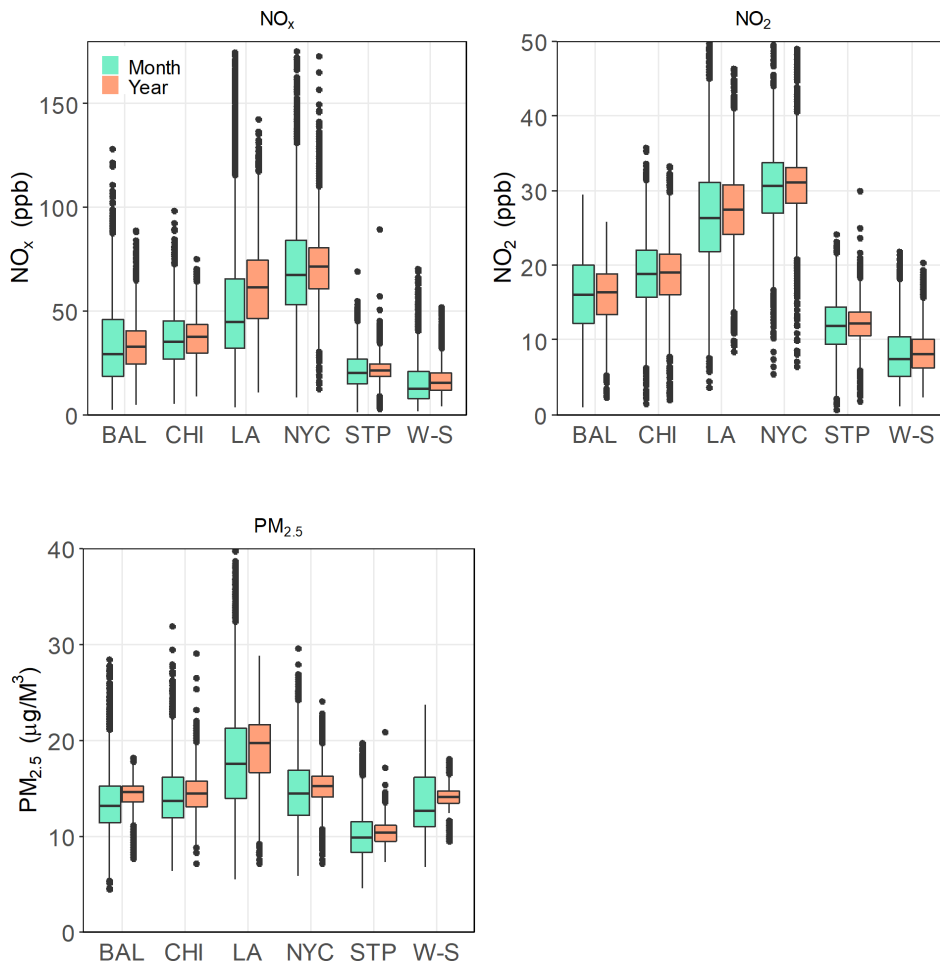 NOₓ
NOₓ (ppb)
150
100
50
0
Month
Year
BAL CHI LA NYC STP W-S
NO₂
NO₂ (ppb)
50
40
30
20
10
0
BAL CHI LA NYC STP W-S
PM₂.₅
PM₂.₅ (μg/M³)
40
30
20
10
0
BAL CHI LA NYC STP W-S